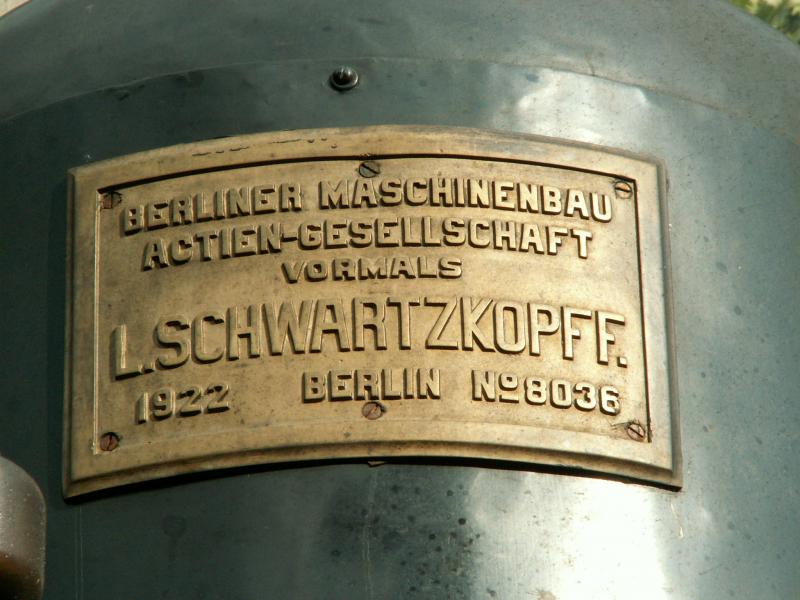 BERLINER MASCHINENBAU
ACTIEN-GESELLSCHAFT
VORMALS
L.SCHWARTZKOPFF.
1922 BERLIN Nº8036